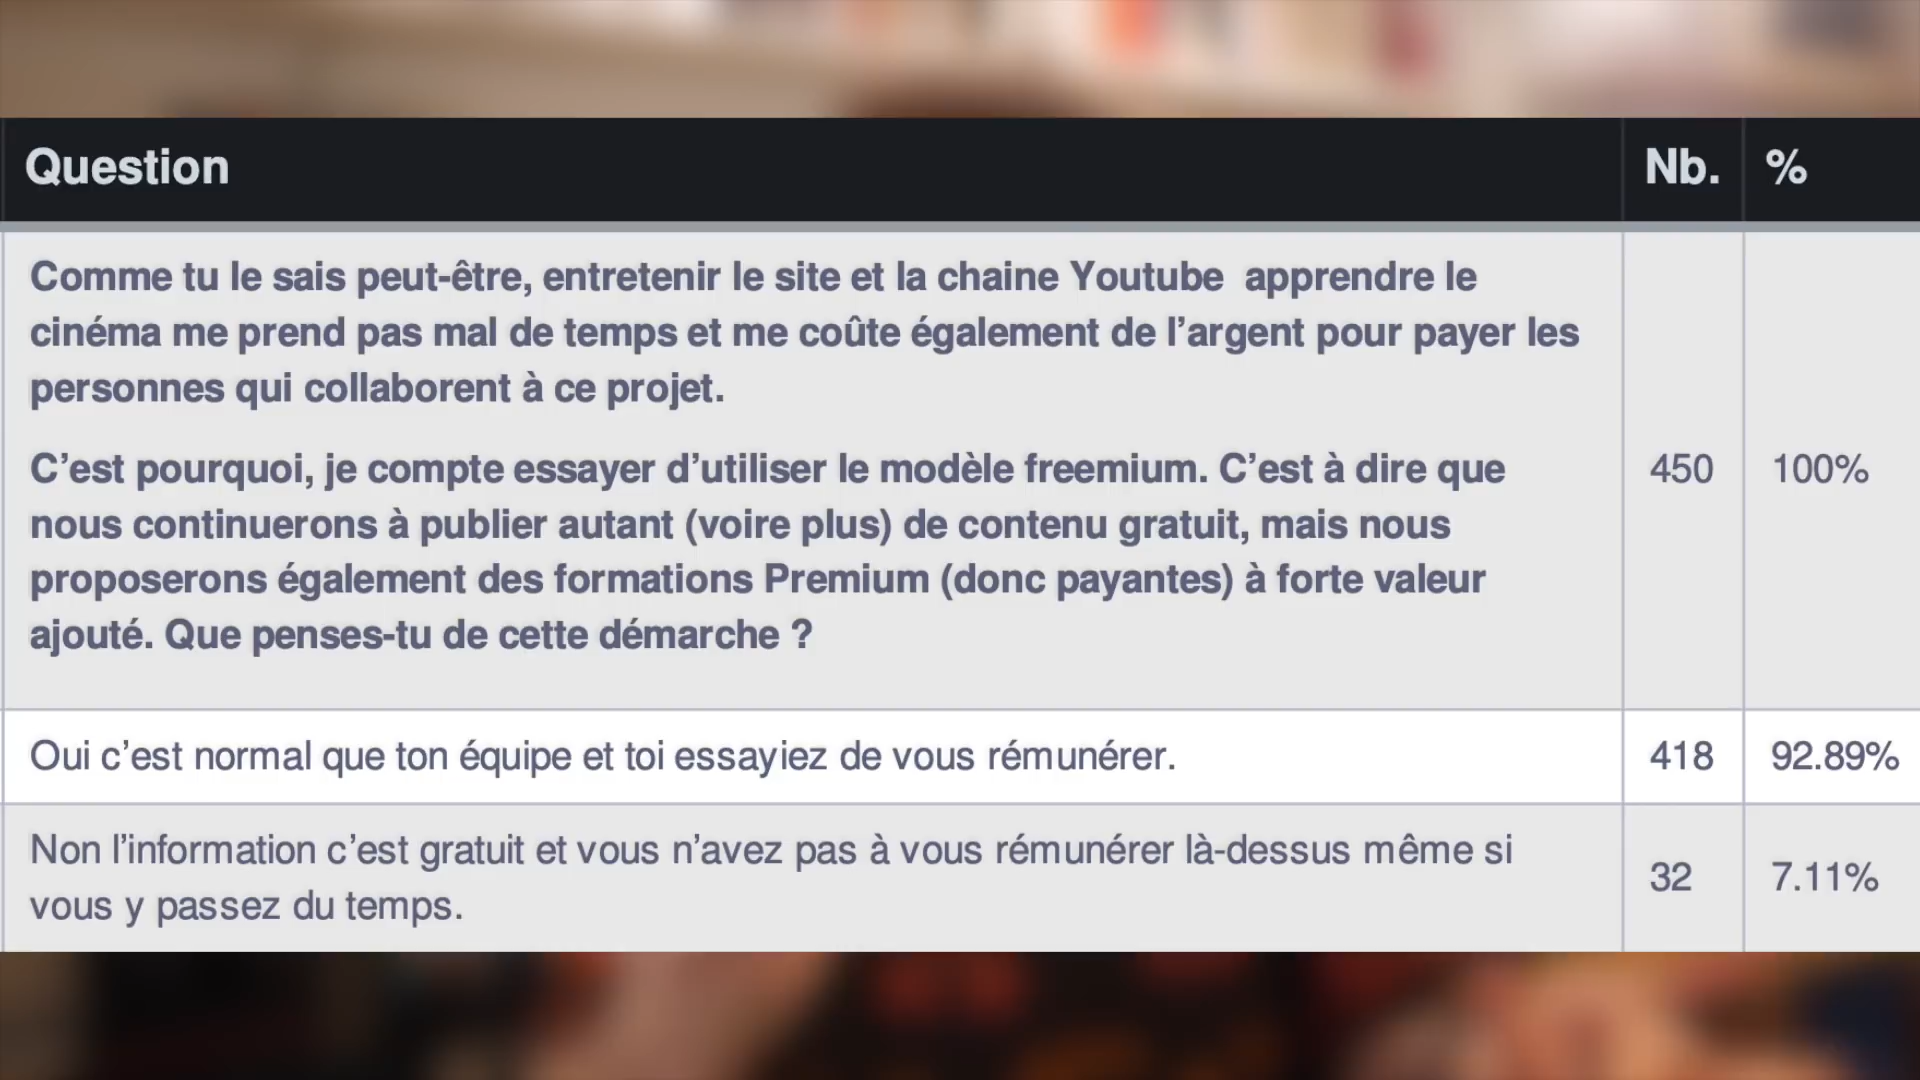 Question Nb. %
Comme tu le sais peut-être, entretenir le site et la chaine Youtube  apprendre le
cinéma me prend pas mal de temps et me coûte également de l’argent pour payer les
personnes qui collaborent à ce projet.
C’est pourquoi, je compte essayer d’utiliser le modèle freemium. C’est à dire que
nous continuerons à publier autant (voire plus) de contenu gratuit, mais nous
proposerons également des formations Premium (donc payantes) à forte valeur
ajouté. Que penses-tu de cette démarche ?
450 100%
Oui c’est normal que ton équipe et toi essayiez de vous rémunérer. 418 92.89%
Non l’information c’est gratuit et vous n’avez pas à vous rémunérer là-dessus même si
vous y passez du temps.
32 7.11%